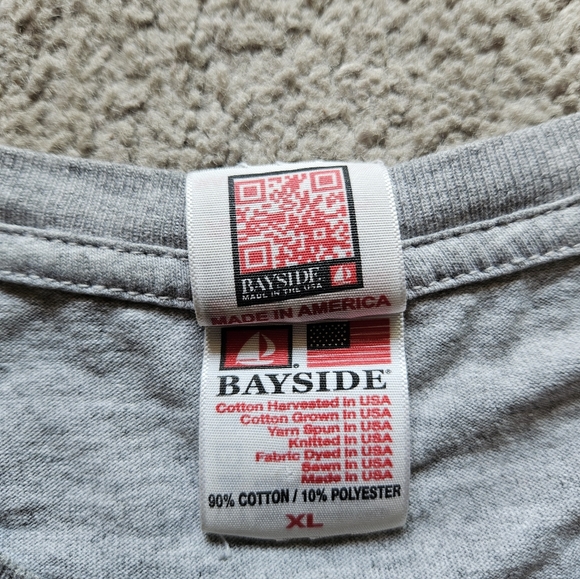 BAYSIDE
MADE IN THE USA
MADE IN AMERICA
BAYSIDE®
Cotton Harvested in USA
Cotton Grown in USA
Yarn Spun in USA
Knitted in USA
Fabric Dyed in USA
Sewn in USA
Made in USA
90% COTTON / 10% POLYESTER
XL